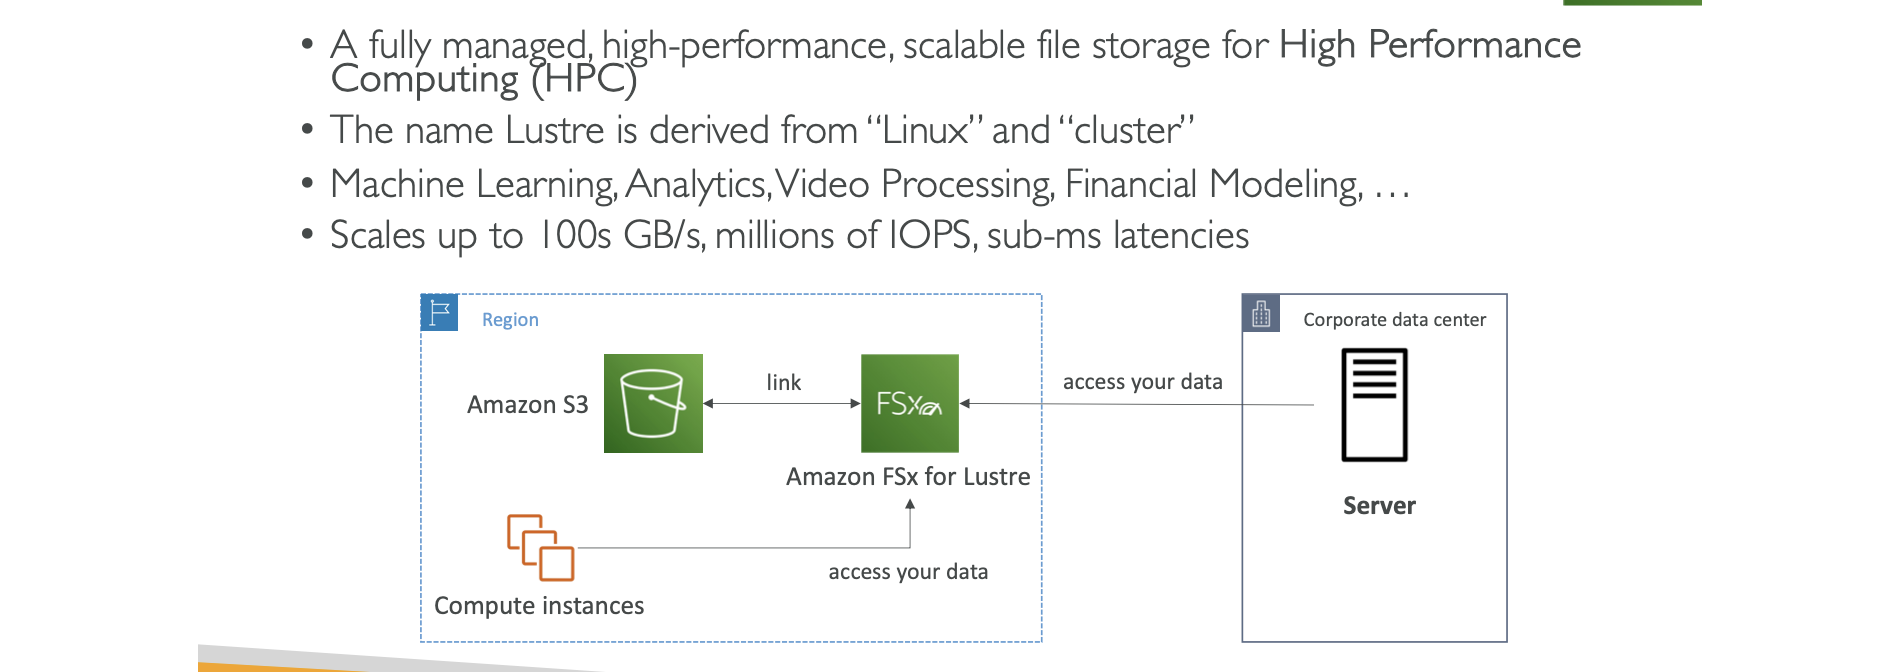 • A fully managed, high-performance, scalable file storage for High Performance
Computing (HPC)
• The name Lustre is derived from “Linux” and “cluster”
• Machine Learning, Analytics, Video Processing, Financial Modeling, …
• Scales up to 100s GB/s, millions of IOPS, sub-ms latencies
Region
Corporate data center
link
access your data
Amazon S3
FSx
Amazon FSx for Lustre
Server
access your data
Compute instances